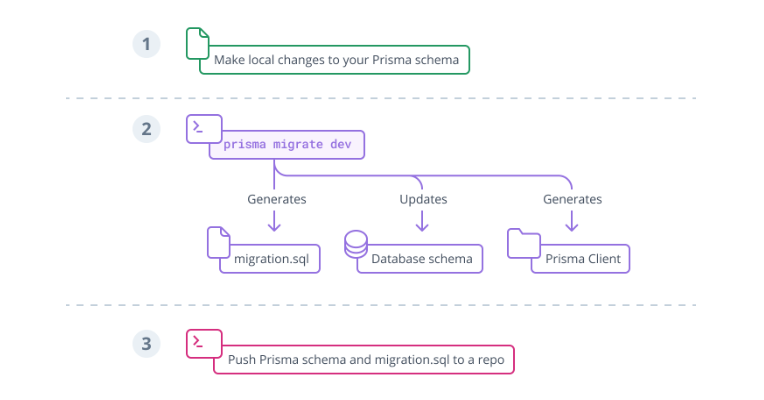 1
Make local changes to your Prisma schema
2
prisma migrate dev
Generates
Updates
Generates
migration.sql
Database schema
Prisma Client
3
Push Prisma schema and migration.sql to a repo